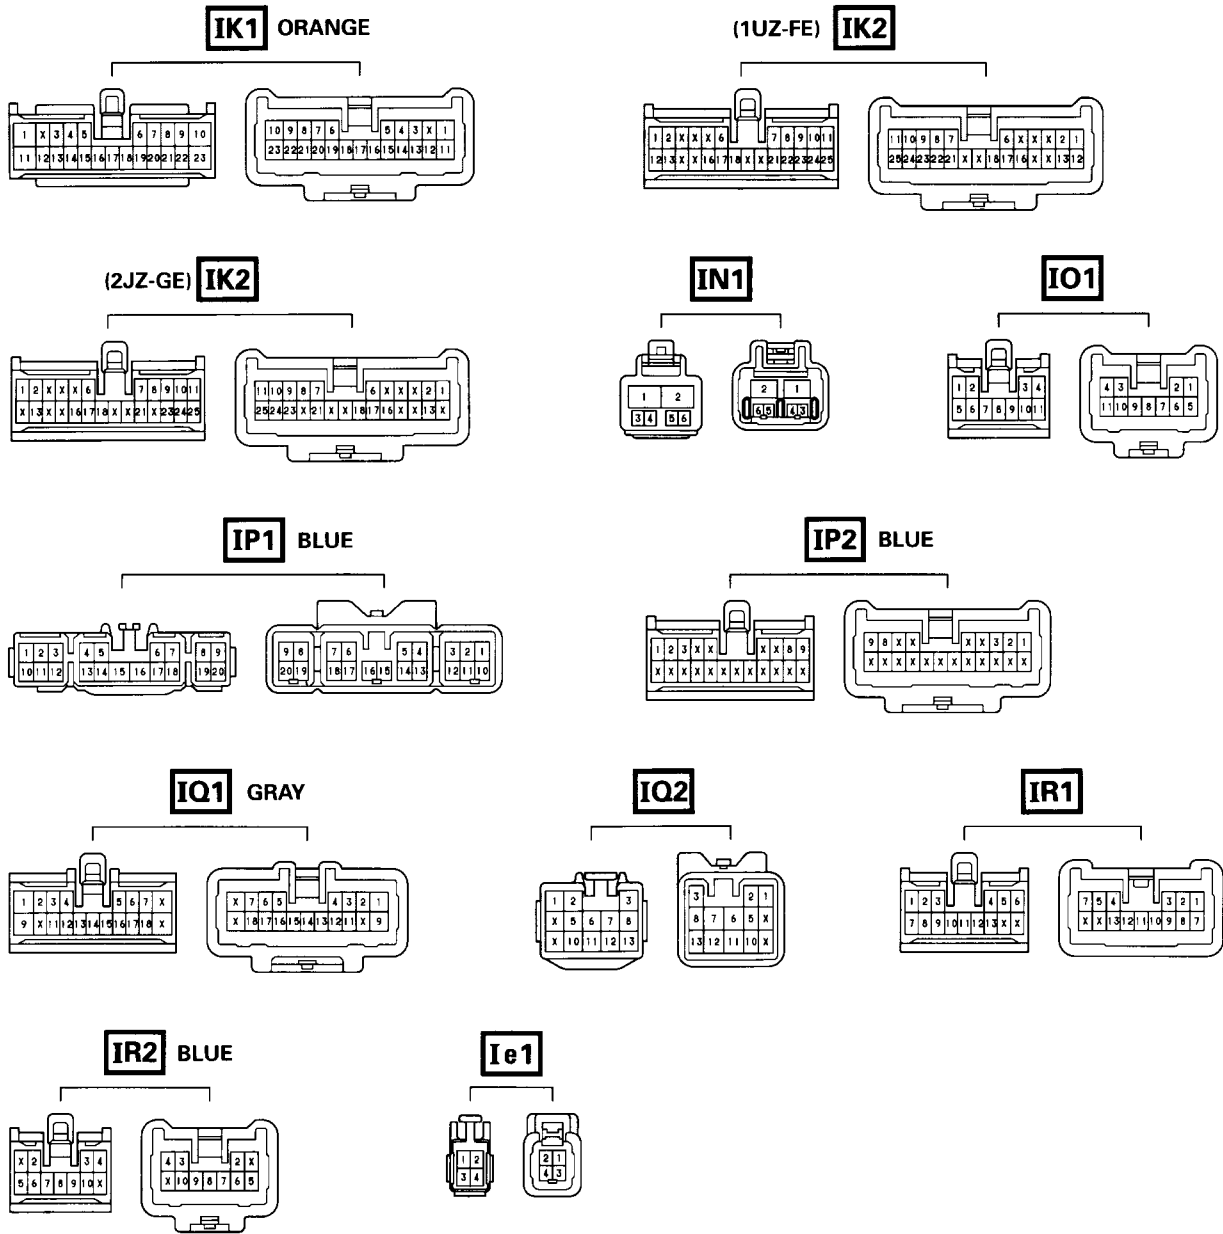 IK1 ORANGE
(1UZ-FE) IK2
1 X 3 4 5 6 7 8 9 10
11 12 13 14 15 16 17 18 19 20 21 22 23
10 9 8 7 6 5 4 3 X 1
23 22 21 20 19 18 17 16 15 14 13 12 11
1 2 X X X 6 7 8 9 10 11
12 13 X X 16 17 18 X X 21 22 23 24 25
11 10 9 8 7 6 X X X 2 1
25 24 23 22 21 X X 18 17 16 X X 13 12
(2JZ-GE) IK2
IN1
IO1
1 2 X X X 6 7 8 9 10 11
X 13 X X 16 17 18 X X 21 X 23 24 25
11 10 9 8 7 6 X X X 2 1
25 24 23 X 21 X X 18 17 16 X X 13 X
1 2
3 4 5 6
2 1
6 5 4 3
1 2 3 4
5 6 7 8 9 10 11
4 3 2 1
11 10 9 8 7 6 5
IP1 BLUE
IP2 BLUE
1 2 3 4 5 6 7 8 9
10 11 12 13 14 15 16 17 18 19 20
9 8 7 6 5 4 3 2 1
20 19 18 17 16 15 14 13 12 11 10
1 2 3 X X X X 8 9
X X X X X X X X X X X X
9 8 X X X X 3 2 1
X X X X X X X X X X X X
IQ1 GRAY
IQ2
IR1
1 2 3 4 5 6 7 X
9 X 11 12 13 14 15 16 17 18 X
X 7 6 5 4 3 2 1
X 18 17 16 15 14 13 12 11 X 9
1 2 3
X 5 6 7 8
X 10 11 12 13
3 2 1
8 7 6 5 X
13 12 11 10 X
1 2 3 4 5 6
7 8 9 10 11 12 13 X X
7 5 4 3 2 1
X X 13 12 11 10 9 8 7
IR2 BLUE
Ie1
X 2 3 4
5 6 7 8 9 10 X
4 3 2 X
X 10 9 8 7 6 5
1 2
3 4
2 1
4 3